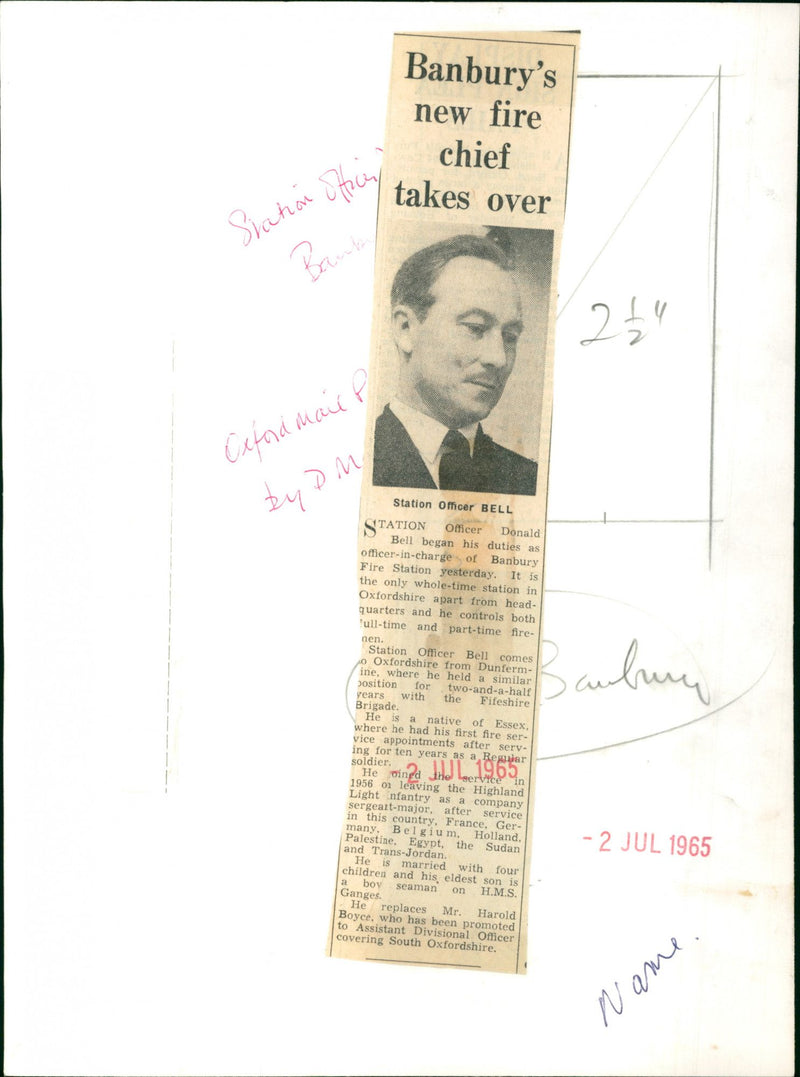 Banbury's
new fire
chief
takes over
Station Officer
Banbu
2½"
Oxford Mail P
by D M
Station Officer BELL
STATION Officer Donald
Bell began his duties as
officer-in-charge of Banbury
Fire Station yesterday. It is
the only whole-time station in
Oxfordshire apart from head-
quarters and he controls both
full-time and part-time fire-
men.
Station Officer Bell comes
to Oxfordshire from Dunferm-
ine, where he held a similar
position for two-and-a-half
years with the Fifeshire
Brigade.
He is a native of Essex,
where he had his first fire ser-
vice appointments after serv-
ing for ten years as a Regular
soldier.
-2 JUL 1965
He oined the service in
1956 on leaving the Highland
Light nfantry as a company
sergeart-major, after service
in this country, France, Ger-
many, Belgium, Holland,
Palestine, Egypt, the Sudan
and Trans-Jordan.
He is married with four
children and his eldest son is
a boy seaman on H.M.S.
Ganges.
He replaces Mr. Harold
Boyce, who has been promoted
to Assistant Divisional Officer
covering South Oxfordshire.
Banbury
-2 JUL 1965
Name.